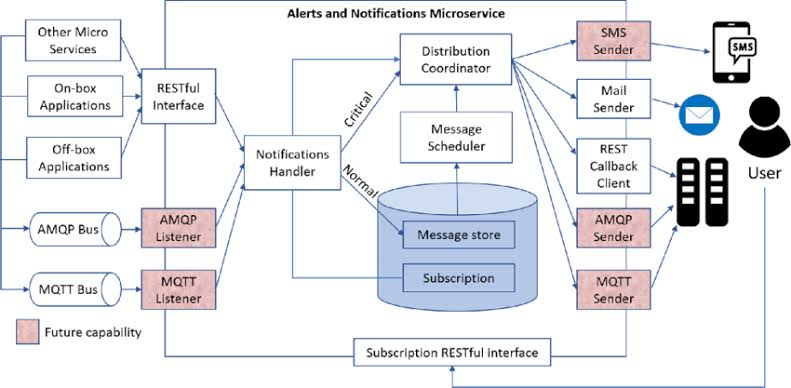 Alerts and Notifications Microservice
Other Micro
Services
On-box
Applications
Off-box
Applications
AMQP Bus
MQTT Bus
RESTful
Interface
AMQP
Listener
MQTT
Listener
Notifications
Handler
Critical
Normal
Distribution
Coordinator
Message
Scheduler
Message store
Subscription
SMS
Sender
Mail
Sender
REST
Callback
Client
AMQP
Sender
MQTT
Sender
SMS
User
Future capability
Subscription RESTful interface